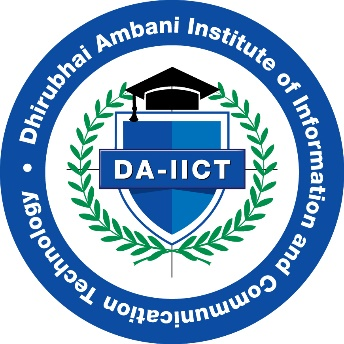 Dhirubhai Ambani Institute of Information and Communication Technology •
DA-IICT